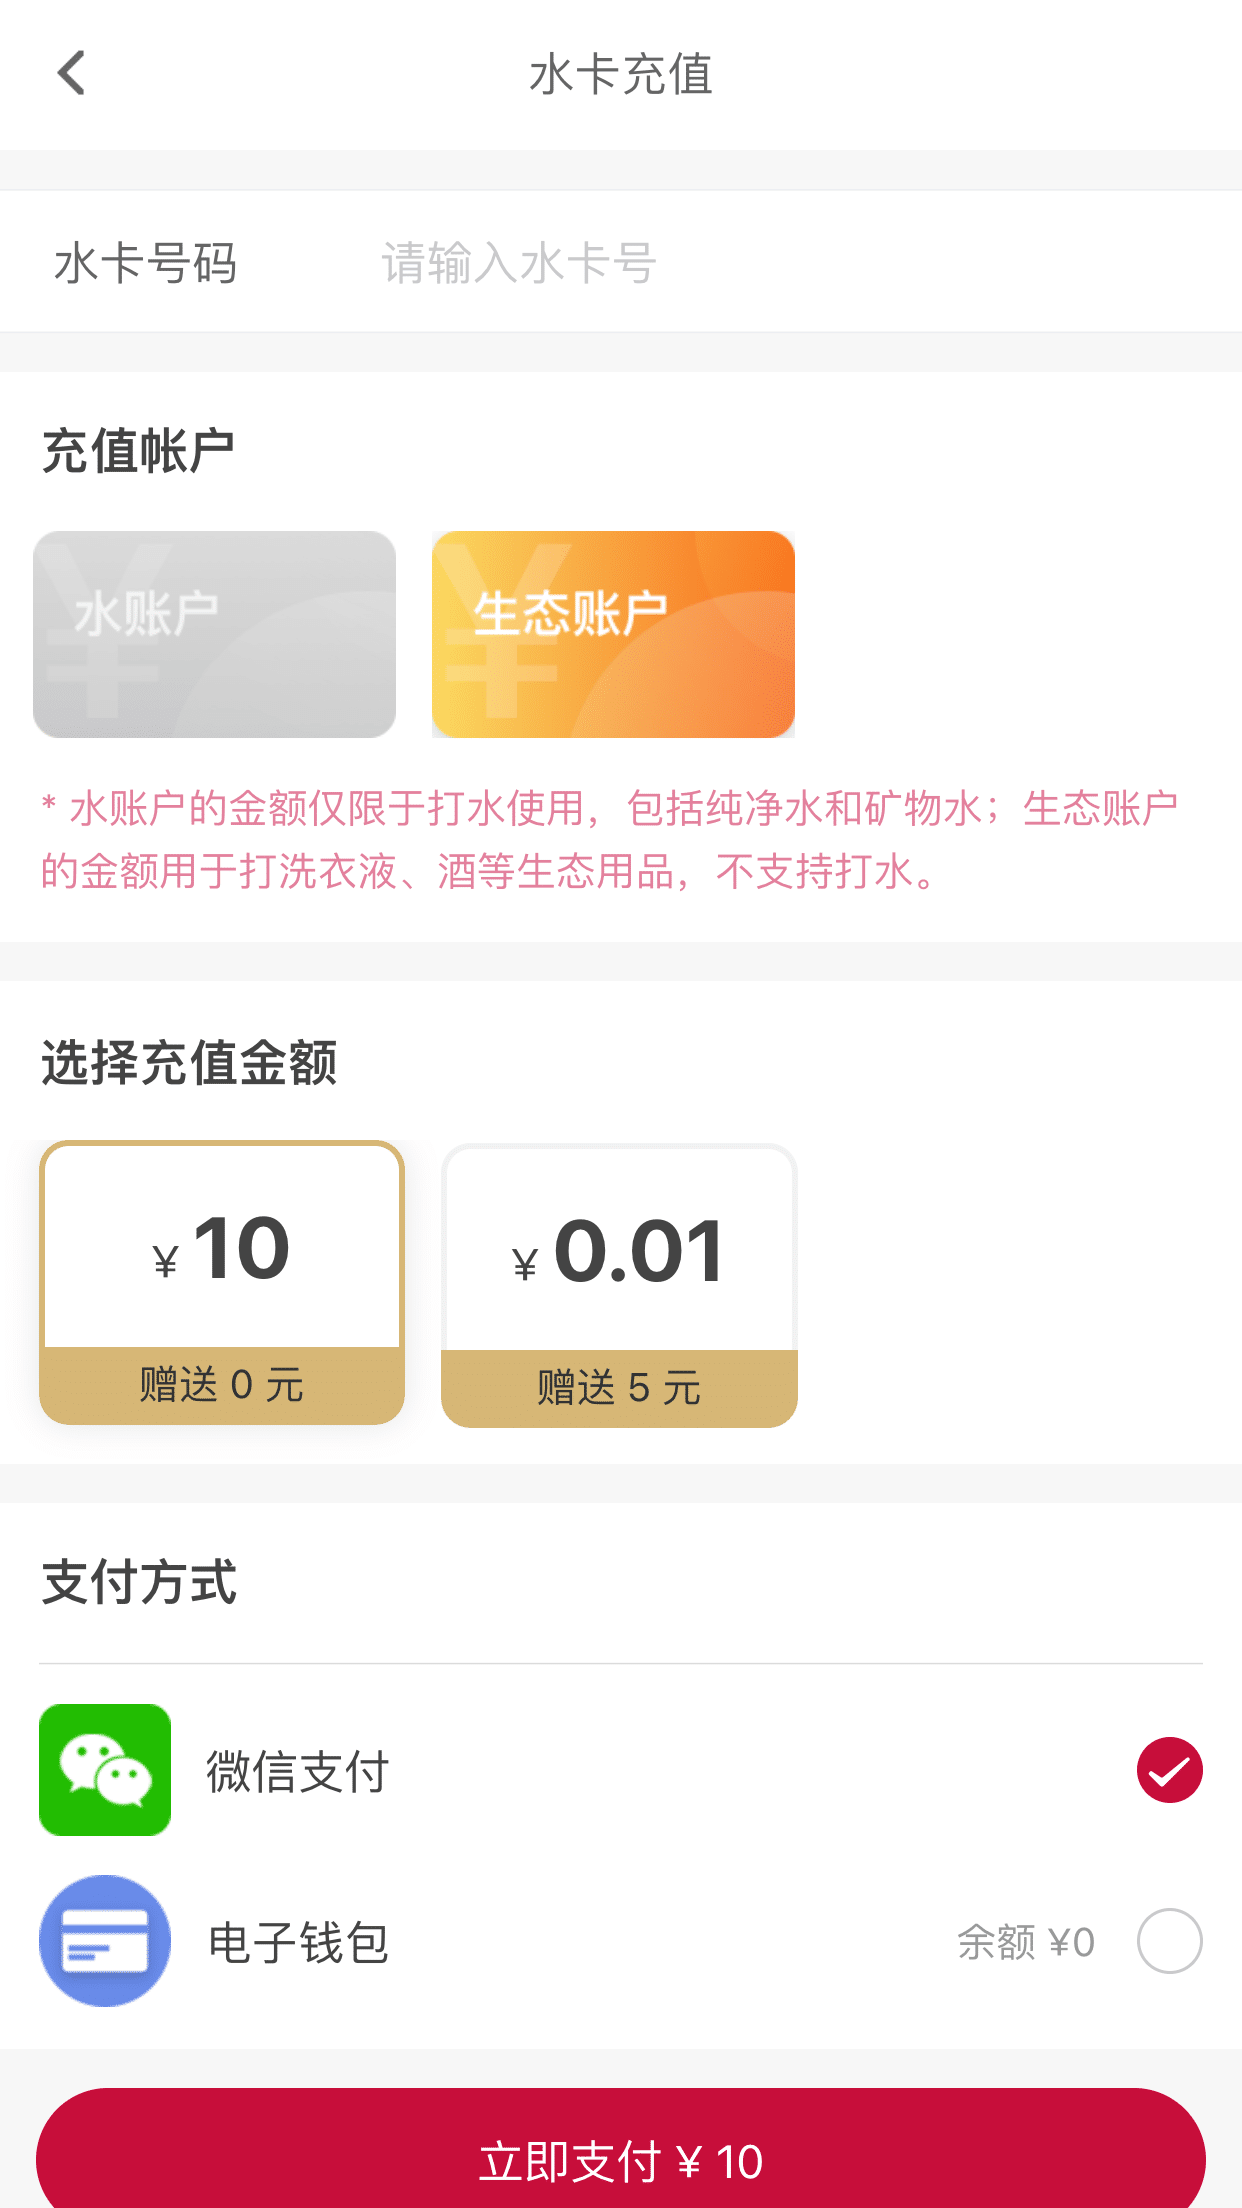 水卡充值
水卡号码 请输入水卡号
充值帐户
水账户 生态账户
* 水账户的金额仅限于打水使用，包括纯净水和矿物水；生态账户
的金额用于打洗衣液、酒等生态用品，不支持打水。
选择充值金额
¥ 10 ¥ 0.01
赠送 0 元 赠送 5 元
支付方式
微信支付
电子钱包 余额 ¥0
立即支付 ¥ 10